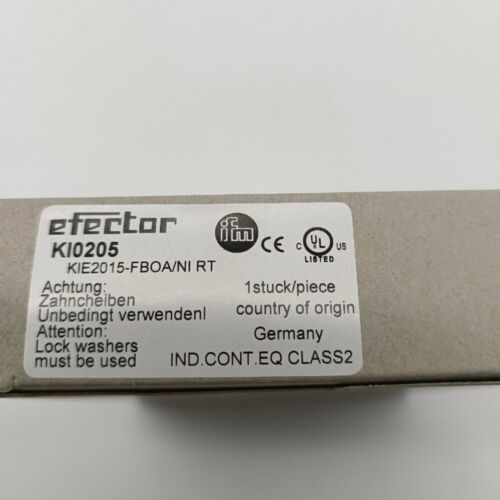 efector
ifm
CE
C UL US
LISTED
KI0205
KIE2015-FBOA/NI RT
Achtung:
Zahncheiben
Unbedingt verwendenl
Attention:
Lock washers
must be used
1stuck/piece
country of origin
Germany
IND.CONT.EQ CLASS2